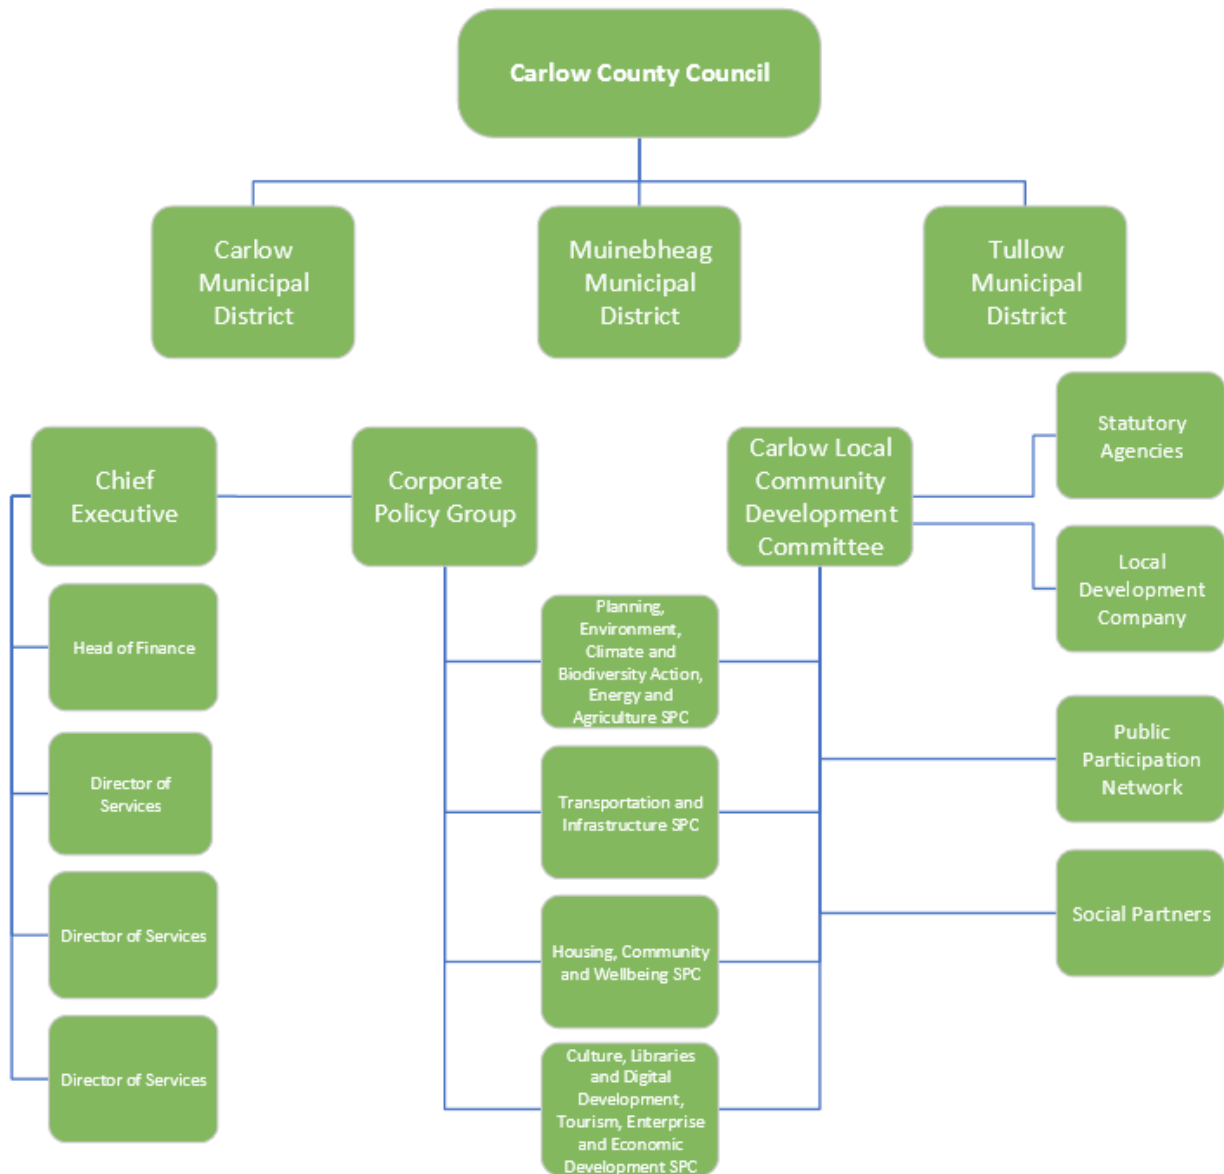 Carlow County Council
Carlow
Municipal
District
Muinebheag
Municipal
District
Tullow
Municipal
District
Chief
Executive
Corporate
Policy Group
Carlow Local
Community
Development
Committee
Statutory
Agencies
Local
Development
Company
Public
Participation
Network
Social Partners
Head of Finance
Director of
Services
Director of Services
Director of Services
Planning,
Environment,
Climate and
Biodiversity Action,
Energy and
Agriculture SPC
Transportation and
Infrastructure SPC
Housing, Community
and Wellbeing SPC
Culture, Libraries
and Digital
Development,
Tourism, Enterprise
and Economic
Development SPC